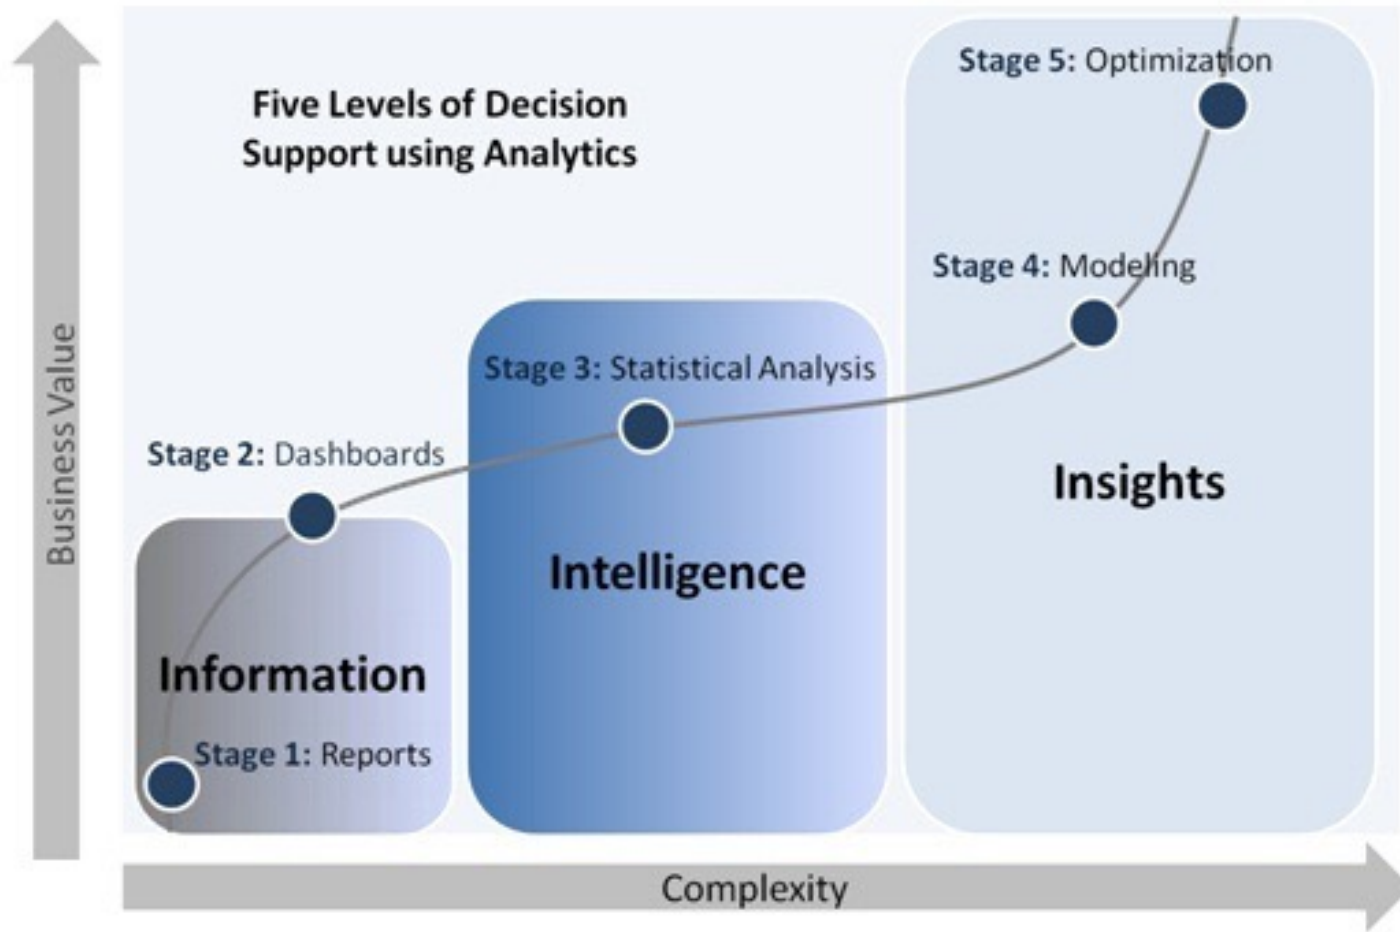 Five Levels of Decision
Support using Analytics
Stage 5: Optimization
Stage 4: Modeling
Insights
Stage 3: Statistical Analysis
Intelligence
Stage 2: Dashboards
Information
Stage 1: Reports
Business Value
Complexity